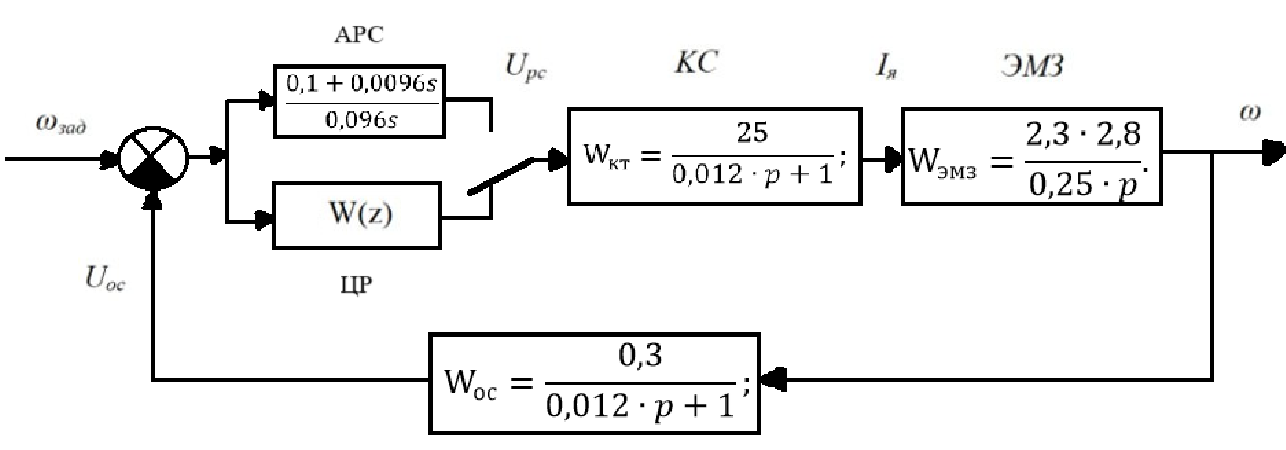 АРС
0,1 + 0,0096s
0,096s
U_рс
КС
I_я
ЭМЗ
ω_зад
ω
W_кт = 25 / (0,012 · p + 1);
W_эмз = 2,3 · 2,8 / (0,25 · p).
W(z)
ЦР
U_ос
W_ос = 0,3 / (0,012 · p + 1);